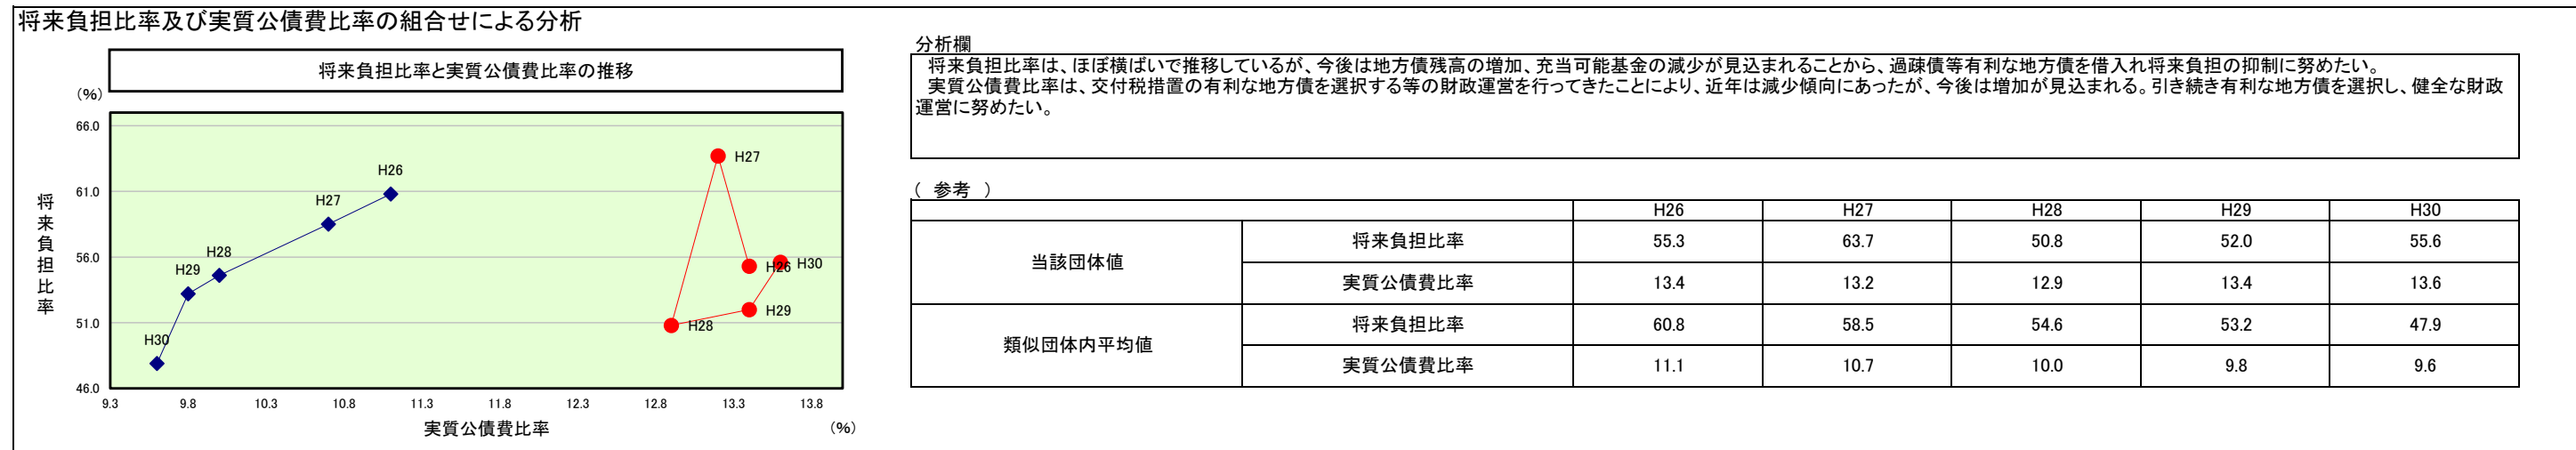 将来負担比率及び実質公債費比率の組合せによる分析
将来負担比率と実質公債費比率の推移
（%）
66.0
61.0
56.0
51.0
46.0
将来負担比率
H26
H27
H28
H29
H30
H27
H26
H30
H29
H28
9.3 9.8 10.3 10.8 11.3 11.8 12.3 12.8 13.3 13.8
実質公債費比率 （%）
分析欄
　将来負担比率は、ほぼ横ばいで推移しているが、今後は地方債残高の増加、充当可能基金の減少が見込まれることから、過疎債等有利な地方債を借入れ将来負担の抑制に努めたい。
　実質公債費比率は、交付税措置の有利な地方債を選択する等の財政運営を行ってきたことにより、近年は減少傾向にあったが、今後は増加が見込まれる。引き続き有利な地方債を選択し、健全な財政
運営に努めたい。
（ 参考 ）
H26 H27 H28 H29 H30
当該団体値
将来負担比率 55.3 63.7 50.8 52.0 55.6
実質公債費比率 13.4 13.2 12.9 13.4 13.6
類似団体内平均値
将来負担比率 60.8 58.5 54.6 53.2 47.9
実質公債費比率 11.1 10.7 10.0 9.8 9.6